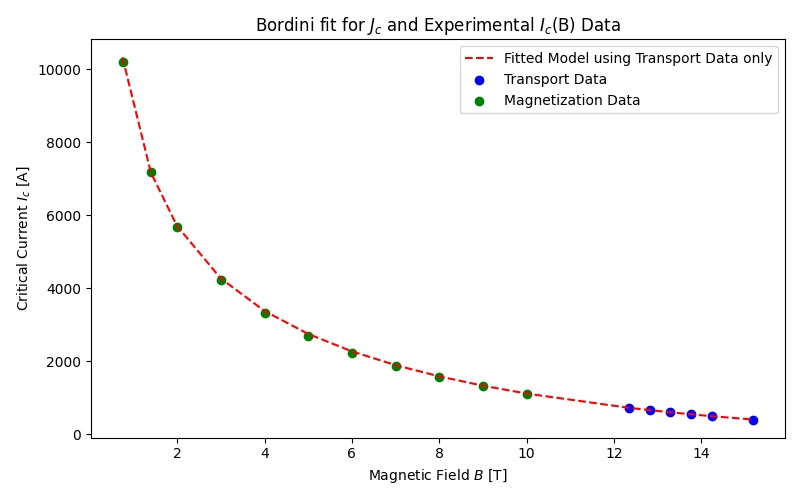 Bordini fit for $J_c$ and Experimental $I_c$(B) Data
Fitted Model using Transport Data only
Transport Data
Magnetization Data
Critical Current $I_c$ [A]
10000
8000
6000
4000
2000
0
2
4
6
8
10
12
14
Magnetic Field $B$ [T]